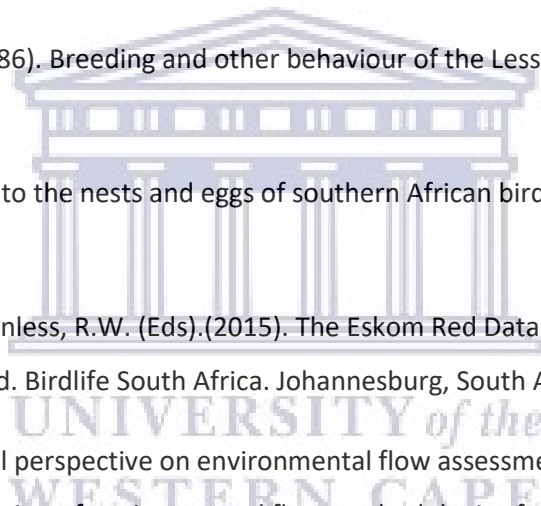 86). Breeding and other behaviour of the Less
to the nests and eggs of southern African bird
nless, R.W. (Eds).(2015). The Eskom Red Data
d. Birdlife South Africa. Johannesburg, South A
UNIVERSITY of the
l perspective on environmental flow assessme
WESTERN CAPE